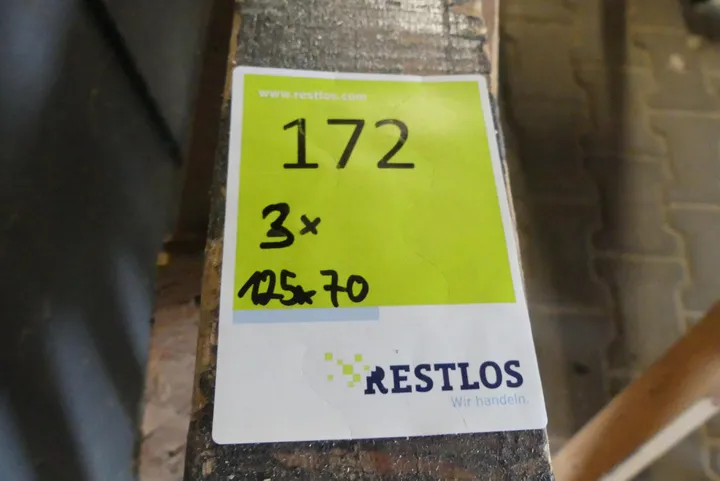 www.restlos.com
172
3x
125x70
RESTLOS
Wir handeln.